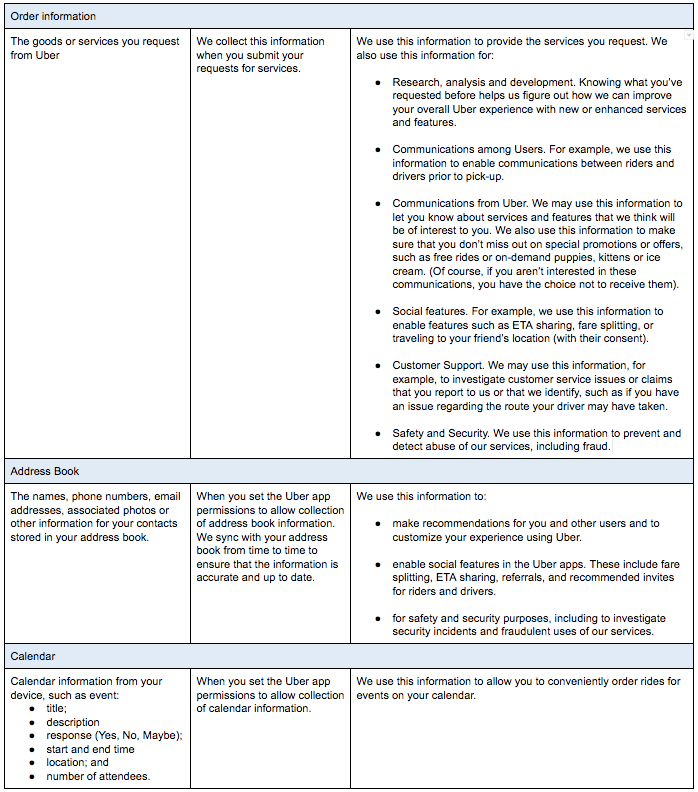 Order information
The goods or services you request
from Uber
We collect this information
when you submit your
requests for services.
We use this information to provide the services you request. We
also use this information for:
● Research, analysis and development. Knowing what you've
requested before helps us figure out how we can improve
your overall Uber experience with new or enhanced services
and features.
● Communications among Users. For example, we use this
information to enable communications between riders and
drivers prior to pick-up.
● Communications from Uber. We may use this information to
let you know about services and features that we think will
be of interest to you. We also use this information to make
sure that you don't miss out on special promotions or offers,
such as free rides or on-demand puppies, kittens or ice
cream. (Of course, if you aren't interested in these
communications, you have the choice not to receive them).
● Social features. For example, we use this information to
enable features such as ETA sharing, fare splitting, or
traveling to your friend's location (with their consent).
● Customer Support. We may use this information, for
example, to investigate customer service issues or claims
that you report to us or that we identify, such as if you have
an issue regarding the route your driver may have taken.
● Safety and Security. We use this information to prevent and
detect abuse of our services, including fraud.
Address Book
The names, phone numbers, email
addresses, associated photos or
other information for your contacts
stored in your address book.
When you set the Uber app
permissions to allow collection
of address book information.
We sync with your address
book from time to time to
ensure that the information is
accurate and up to date.
We use this information to:
● make recommendations for you and other users and to
customize your experience using Uber.
● enable social features in the Uber apps. These include fare
splitting, ETA sharing, referrals, and recommended invites
for riders and drivers.
● for safety and security purposes, including to investigate
security incidents and fraudulent uses of our services.
Calendar
Calendar information from your
device, such as event:
● title;
● description
● response (Yes, No, Maybe);
● start and end time
● location; and
● number of attendees.
When you set the Uber app
permissions to allow collection
of calendar information.
We use this information to allow you to conveniently order rides for
events on your calendar.